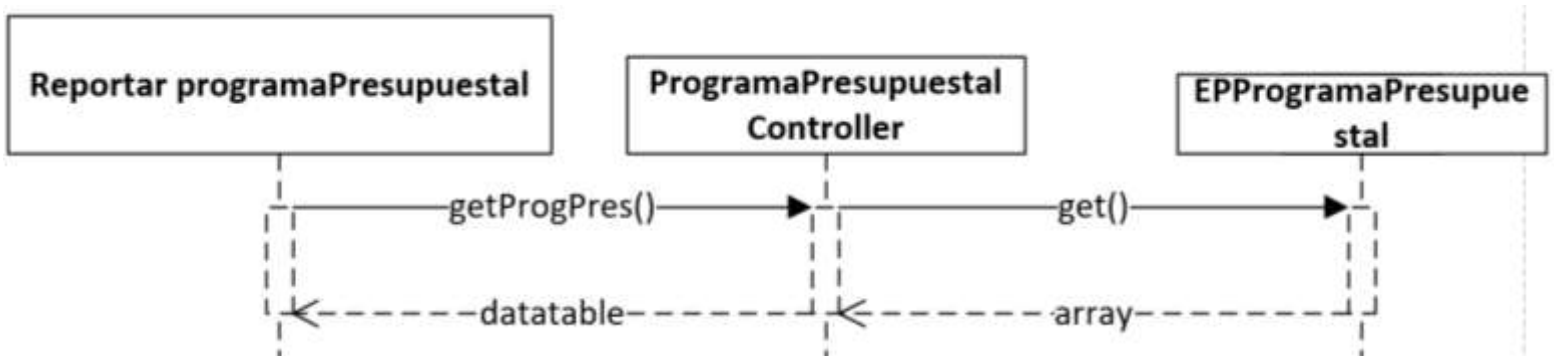 Reportar programaPresupuestal
ProgramaPresupuestal
Controller
EPProgramaPresupue
stal
getProgPres()
get()
datatable
array